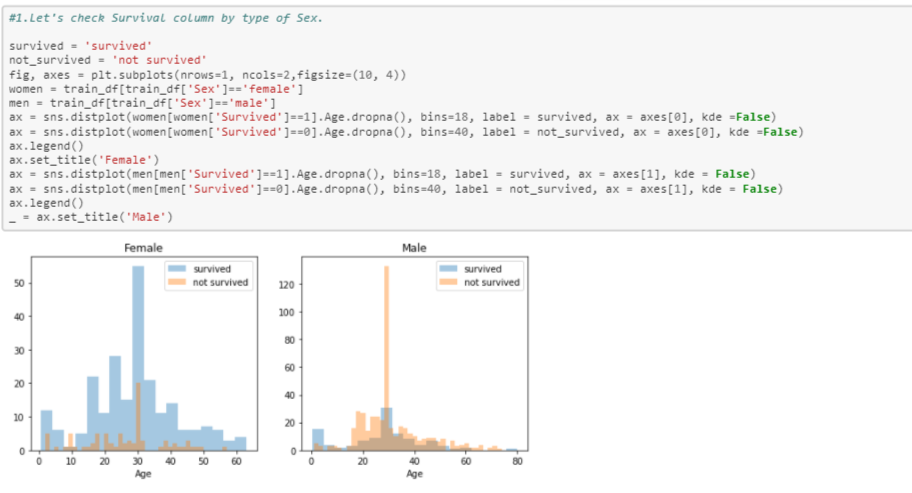 #1.Let's check Survival column by type of Sex.
survived = 'survived'
not_survived = 'not survived'
fig, axes = plt.subplots(nrows=1, ncols=2,figsize=(10, 4))
women = train_df[train_df['Sex']=='female']
men = train_df[train_df['Sex']=='male']
ax = sns.distplot(women[women['Survived']==1].Age.dropna(), bins=18, label = survived, ax = axes[0], kde =False)
ax = sns.distplot(women[women['Survived']==0].Age.dropna(), bins=40, label = not_survived, ax = axes[0], kde =False)
ax.legend()
ax.set_title('Female')
ax = sns.distplot(men[men['Survived']==1].Age.dropna(), bins=18, label = survived, ax = axes[1], kde = False)
ax = sns.distplot(men[men['Survived']==0].Age.dropna(), bins=40, label = not_survived, ax = axes[1], kde = False)
ax.legend()
_ = ax.set_title('Male')
Female
survived
not survived
50
40
30
20
10
0
0 10 20 30 40 50 60
Age
Male
survived
not survived
120
100
80
60
40
20
0
0 20 40 60 80
Age